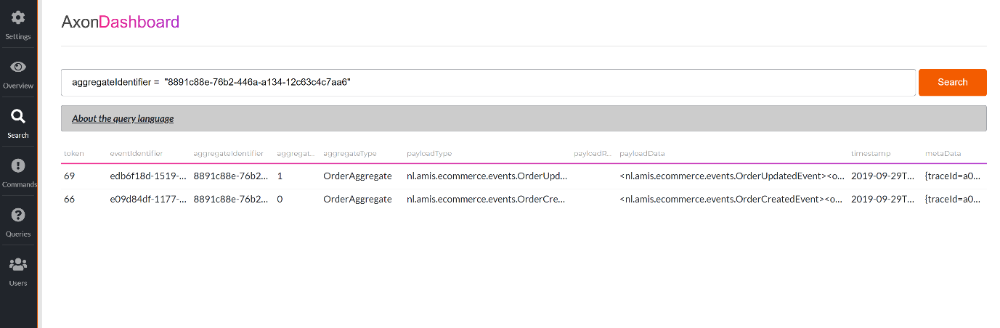 AxonDashboard
Settings
Overview
Search
Commands
Queries
Users
aggregateIdentifier = "8891c88e-76b2-446a-a134-12c63c4c7aa6" Search
About the query language
token eventIdentifier aggregateIdentifier aggregat... aggregateType payloadType payloadR... payloadData timestamp metaData
69 edb6f18d-1519-... 8891c88e-76b2... 1 OrderAggregate nl.amis.ecommerce.events.OrderUpd... <nl.amis.ecommerce.events.OrderUpdatedEvent><o... 2019-09-29T... {traceId=a0...
66 e09d84df-1177-... 8891c88e-76b2... 0 OrderAggregate nl.amis.ecommerce.events.OrderCre... <nl.amis.ecommerce.events.OrderCreatedEvent><o... 2019-09-29T... {traceId=a0...